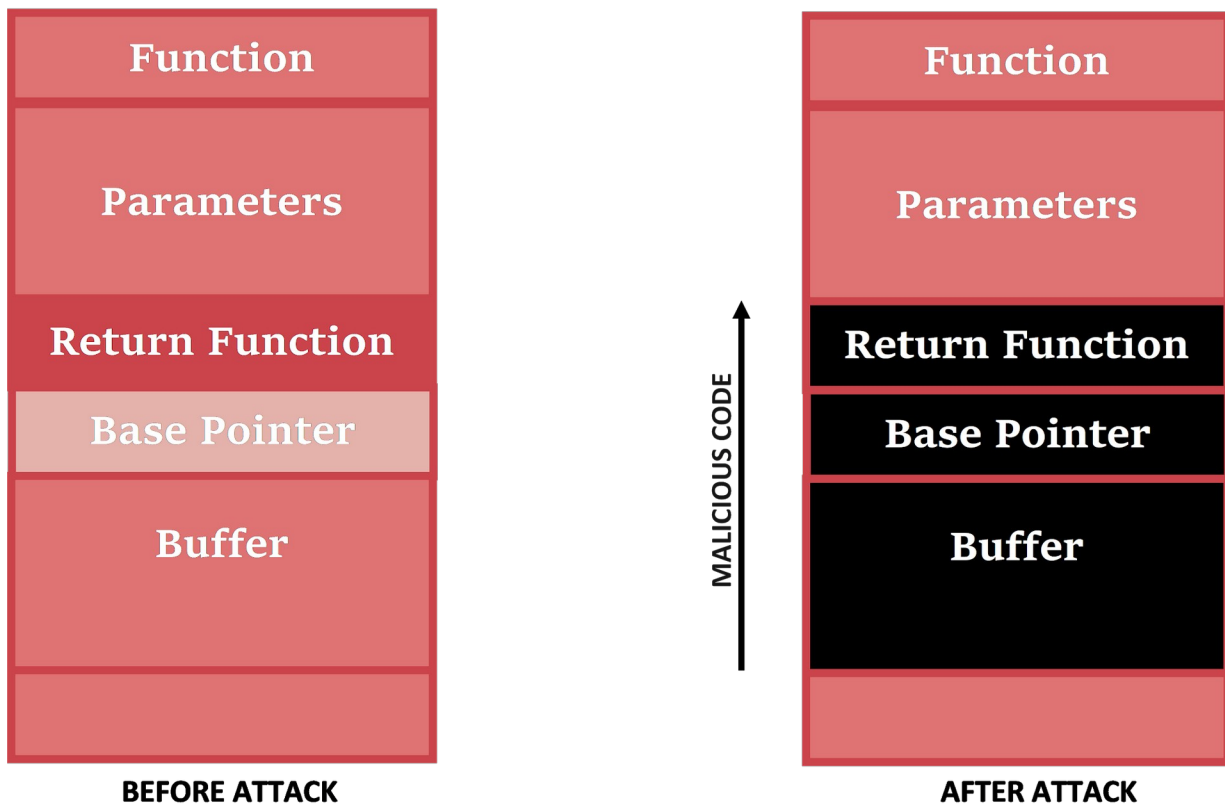 Function
Parameters
Return Function
Base Pointer
Buffer
BEFORE ATTACK
MALICIOUS CODE
Function
Parameters
Return Function
Base Pointer
Buffer
AFTER ATTACK